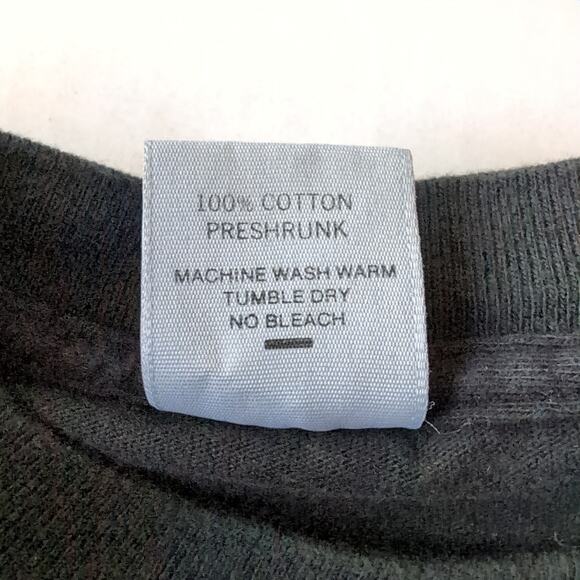 100% COTTON
PRESHRUNK
MACHINE WASH WARM
TUMBLE DRY
NO BLEACH